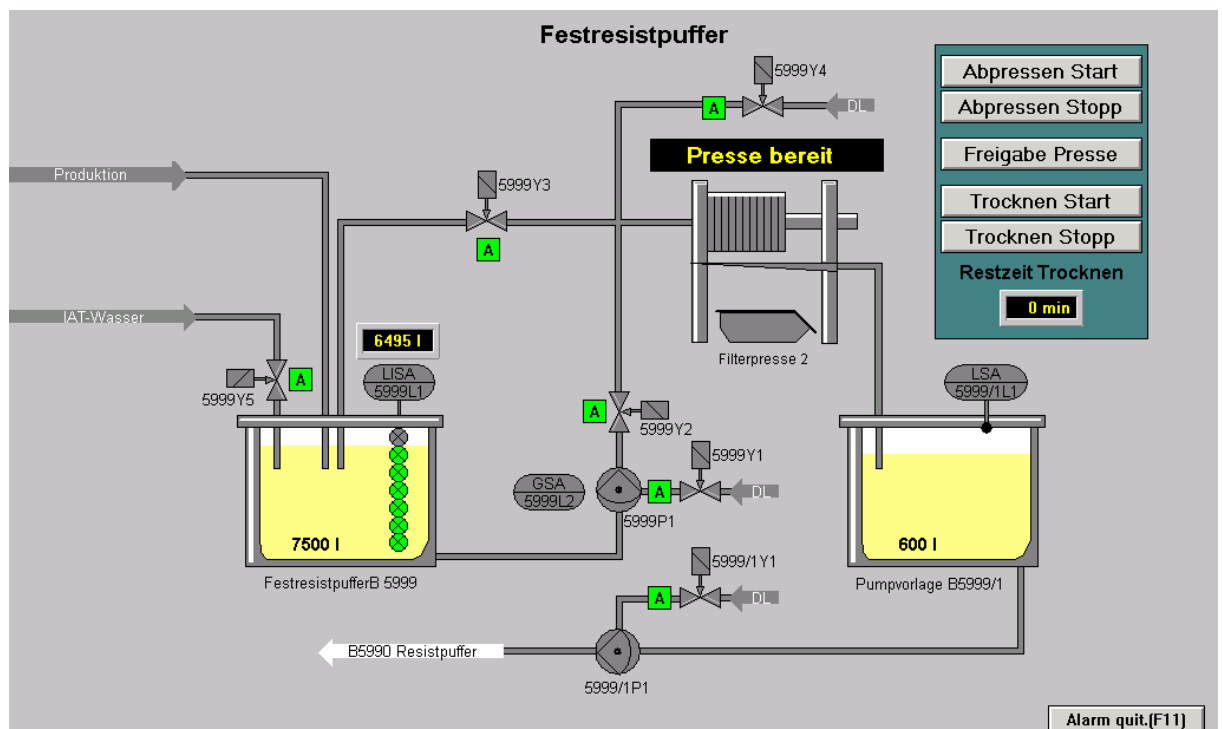 Festresistpuffer
5999Y4
Abpressen Start
A
DL
Abpressen Stopp
Presse bereit
Freigabe Presse
Produktion
5999Y3
Trocknen Start
A
Trocknen Stopp
Restzeit Trocknen
0 min
IAT-Wasser
6495 l
Filterpresse 2
LISA
5999L1
LSA
5999/1L1
A
5999Y5
A
5999Y2
5999Y1
GSA
5999L2
A
DL
5999P1
7500 l
600 l
FestresistpufferB 5999
5999/1Y1
Pumpvorlage B5999/1
A
DL
B5990 Resistpuffer
5999/1P1
Alarm quit.(F11)